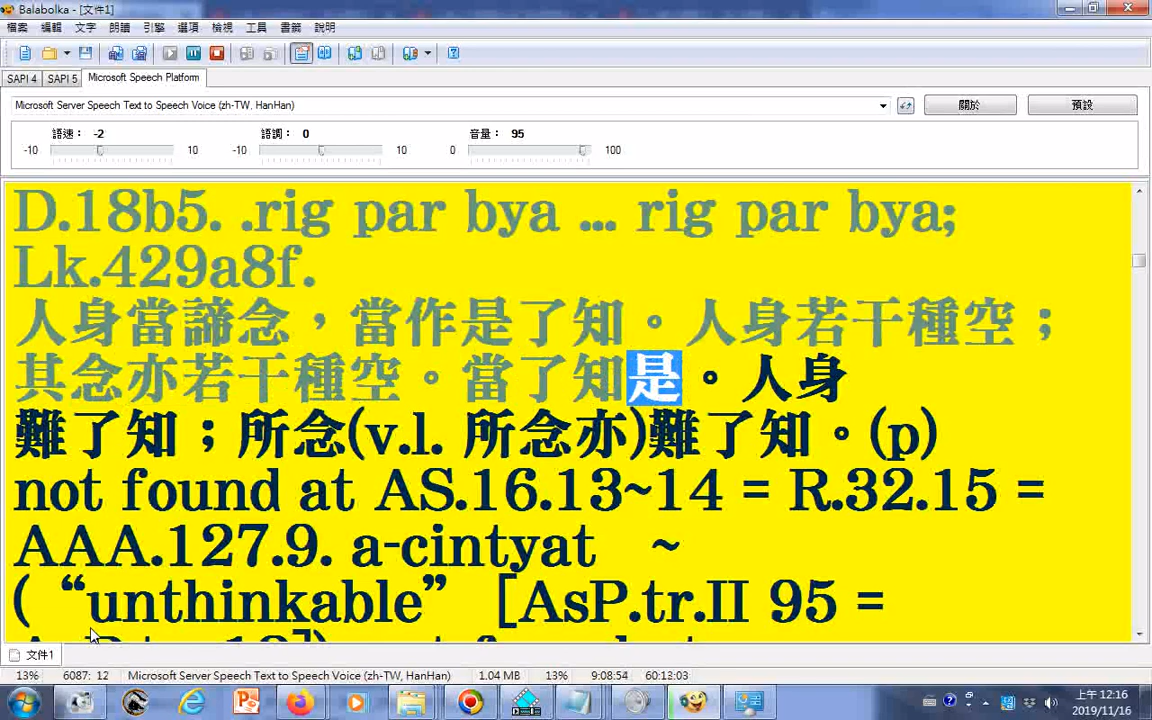 Balabolka - [文件1]
檔案 編輯 文字 朗讀 引擎 選項 檢視 工具 書籤 說明
SAPI 4 SAPI 5 Microsoft Speech Platform
Microsoft Server Speech Text to Speech Voice (zh-TW, HanHan) 關於 預設
語速： -2 語調： 0 音量： 95
-10 10 -10 10 0 100
D.18b5. .rig par bya ... rig par bya;
Lk.429a8f.
人身當諦念，當作是了知。人身若干種空；
其念亦若干種空。當了知是。人身
難了知；所念(v.l. 所念亦)難了知。(p)
not found at AS.16.13~14 = R.32.15 =
AAA.127.9. a-cintyat ~
(“unthinkable” [AsP.tr.II 95 =
文件1
13% 6087: 12 Microsoft Server Speech Text to Speech Voice (zh-TW, HanHan) 1.04 MB 13% 9:08:54 60:12:03
上午 12:16
2019/11/16